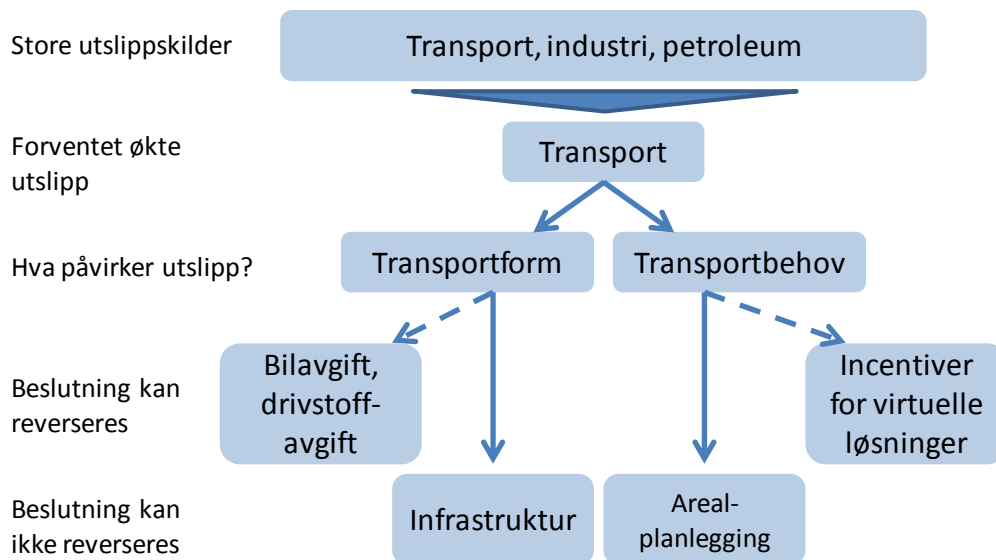 Store utslippskilder
Transport, industri, petroleum
Forventet økte
utslipp
Transport
Hva påvirker utslipp?
Transportform
Transportbehov
Beslutning kan
reverseres
Bilavgift,
drivstoff-
avgift
Incentiver
for virtuelle
løsninger
Beslutning kan
ikke reverseres
Infrastruktur
Areal-
planlegging